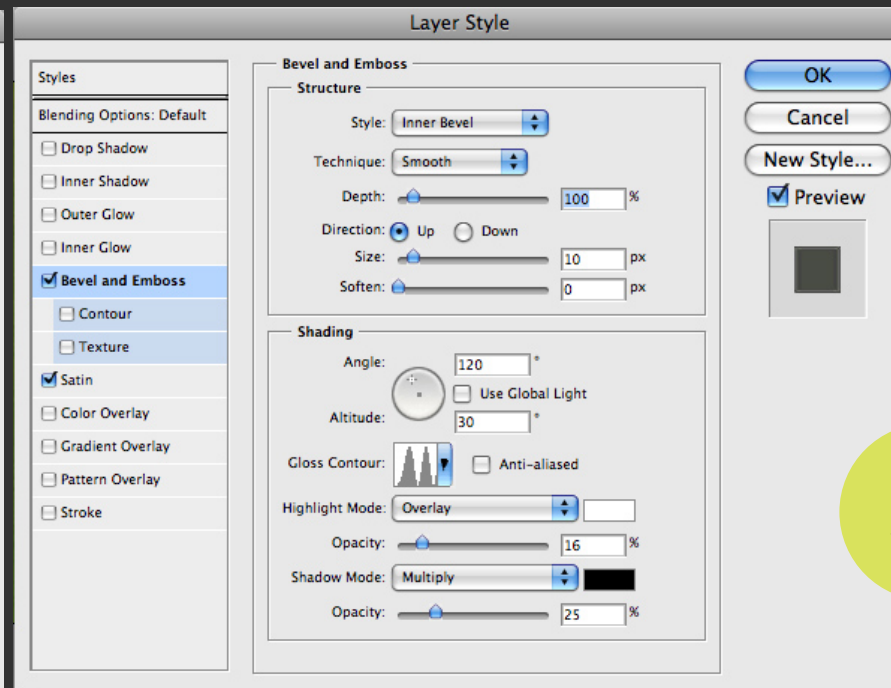 Layer Style
Styles
Blending Options: Default
Drop Shadow
Inner Shadow
Outer Glow
Inner Glow
Bevel and Emboss
Contour
Texture
Satin
Color Overlay
Gradient Overlay
Pattern Overlay
Stroke
Bevel and Emboss
Structure
Style: Inner Bevel
Technique: Smooth
Depth: 100 %
Direction: Up Down
Size: 10 px
Soften: 0 px
Shading
Angle: 120 °
Use Global Light
Altitude: 30 °
Gloss Contour: Anti-aliased
Highlight Mode: Overlay
Opacity: 16 %
Shadow Mode: Multiply
Opacity: 25 %
OK
Cancel
New Style...
Preview